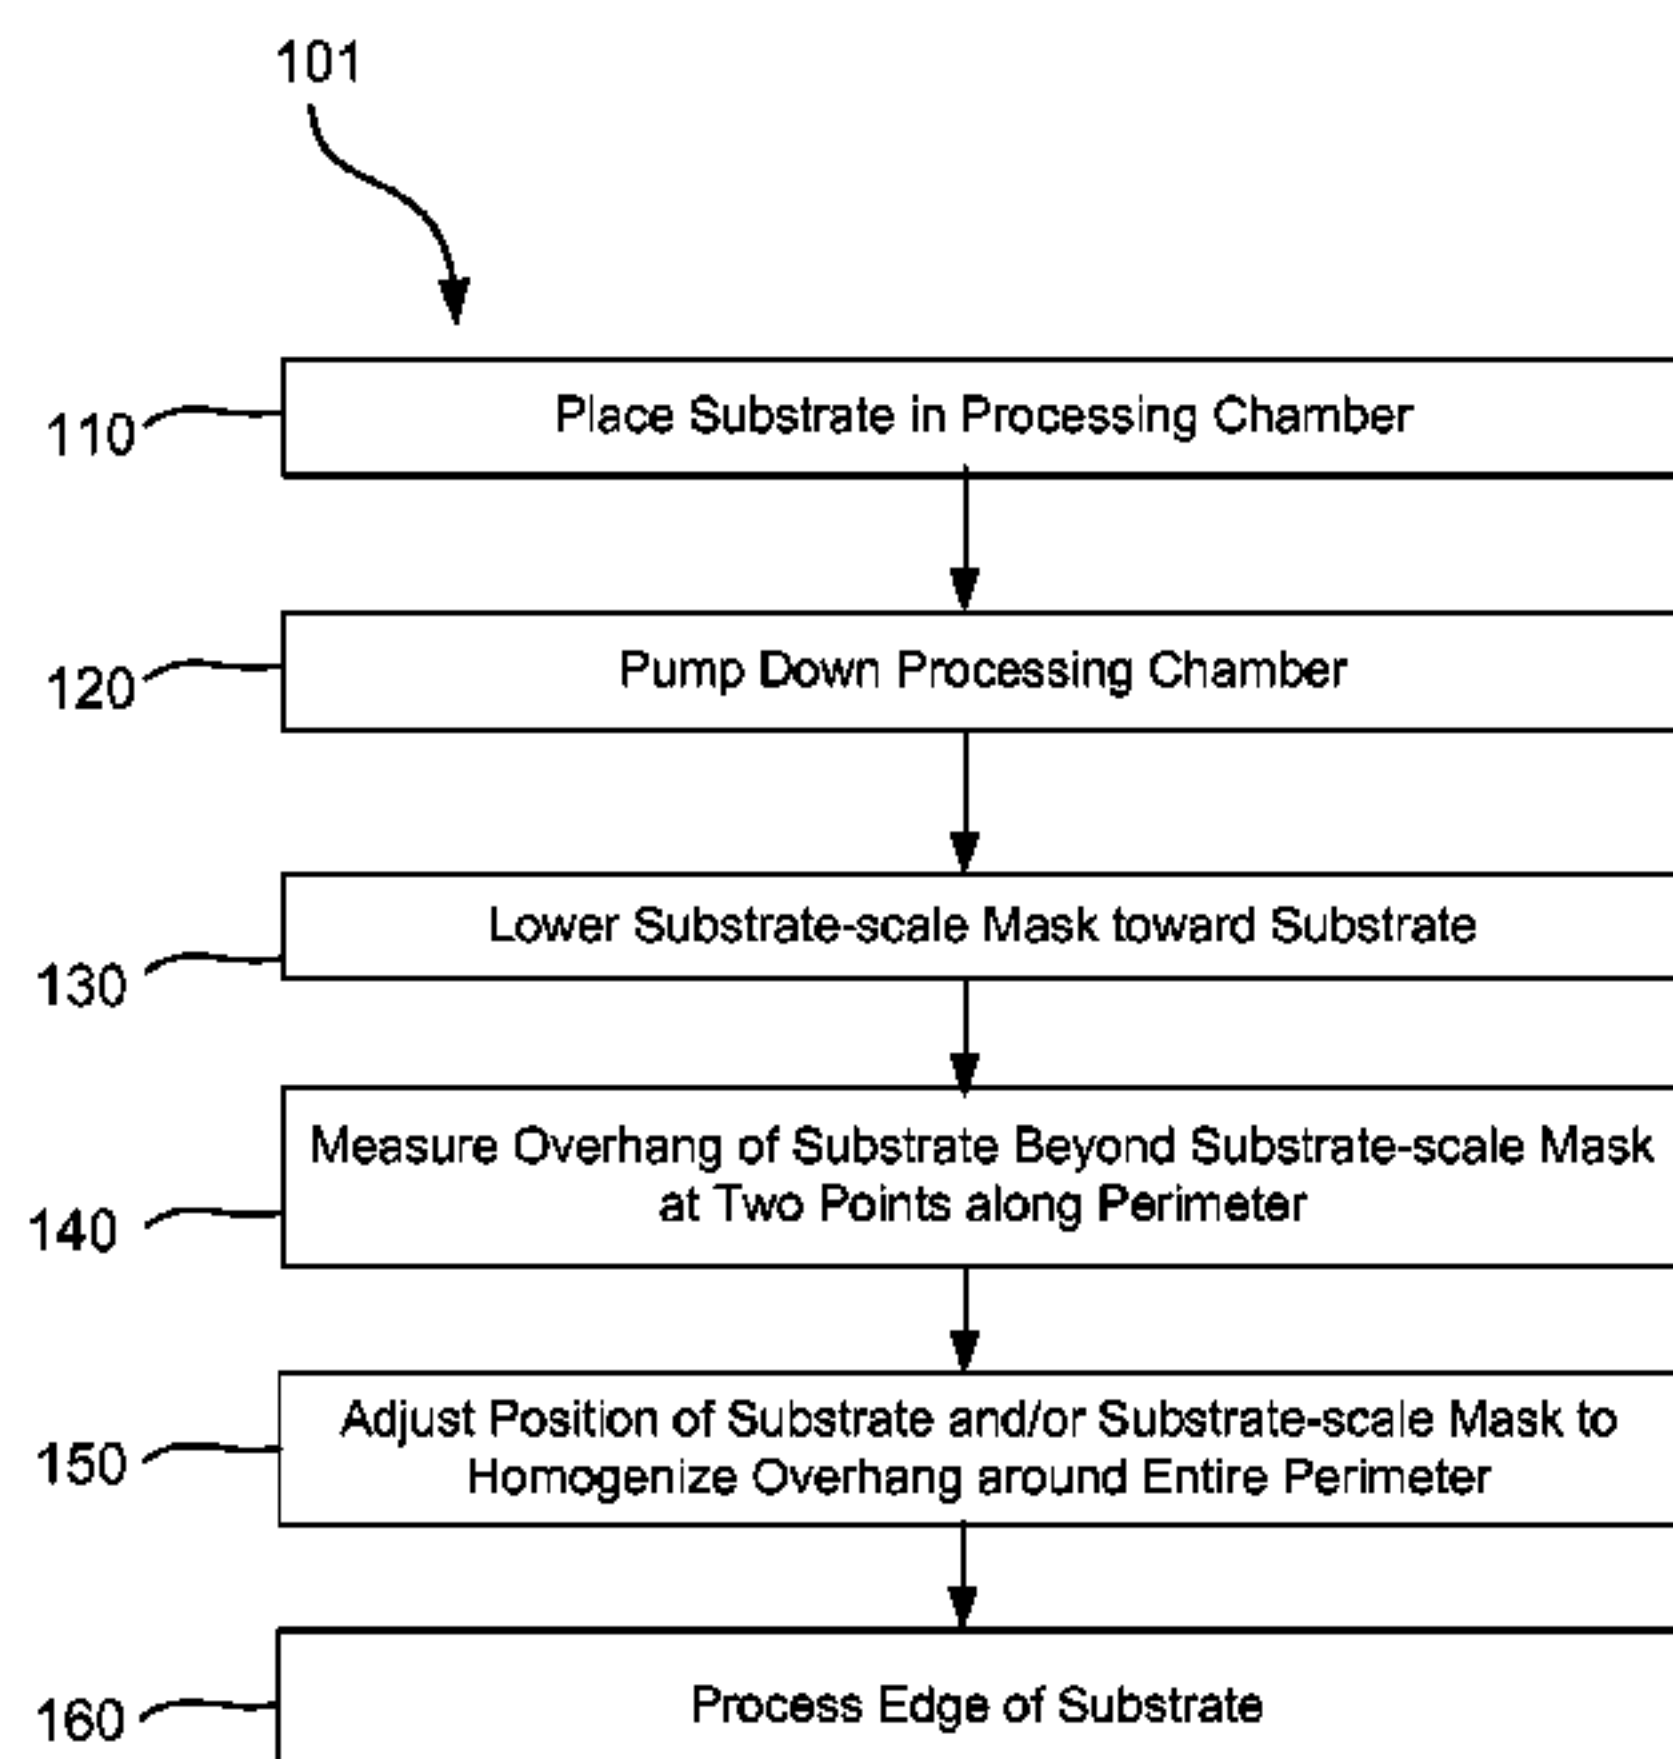 101
110
Place Substrate in Processing Chamber
120
Pump Down Processing Chamber
130
Lower Substrate-scale Mask toward Substrate
140
Measure Overhang of Substrate Beyond Substrate-scale Mask
at Two Points along Perimeter
150
Adjust Position of Substrate and/or Substrate-scale Mask to
Homogenize Overhang around Entire Perimeter
160
Process Edge of Substrate